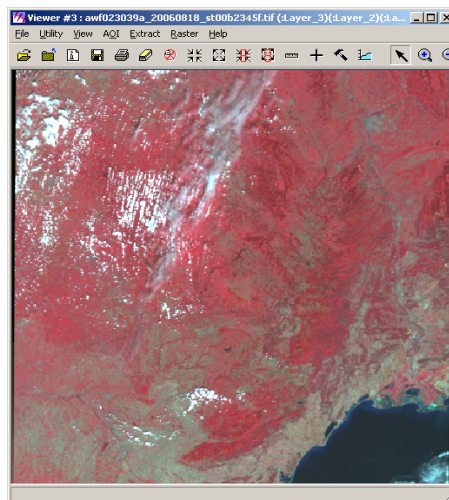 Viewer #3 : awf023039a_20060818_st00b2345f.tif (:Layer_3)(:Layer_2)(:La...
File Utility View AOI Extract Raster Help